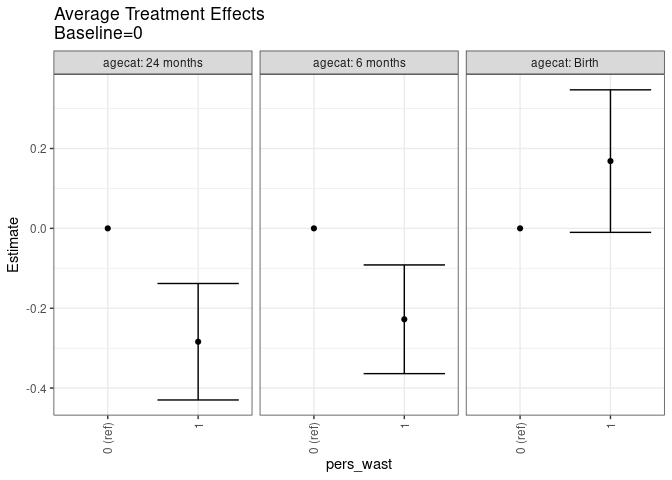 Average Treatment Effects
Baseline=0
agecat: 24 months
agecat: 6 months
agecat: Birth
Estimate
0.2
0.0
-0.2
-0.4
0 (ref)
1
0 (ref)
1
0 (ref)
1
pers_wast